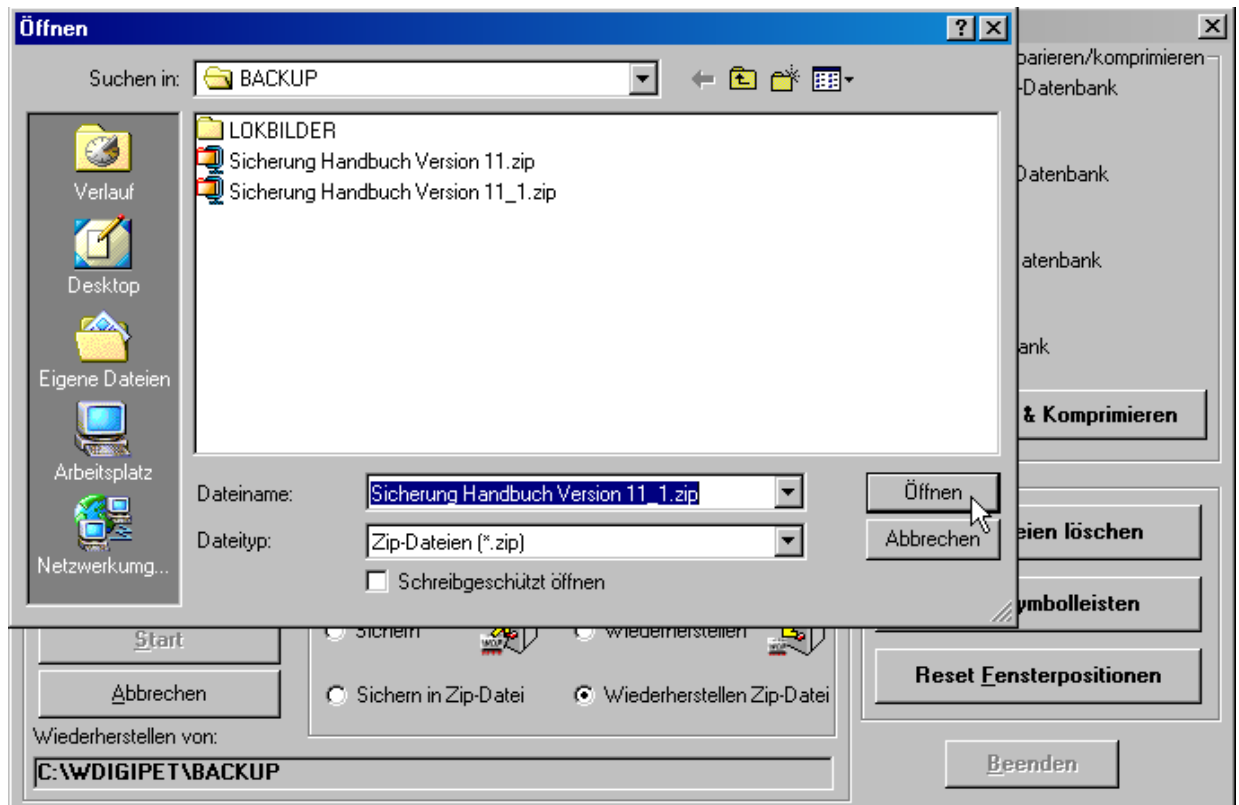 Öffnen
Suchen in:
BACKUP
Verlauf
Desktop
Eigene Dateien
Arbeitsplatz
Netzwerkumg...
LOKBILDER
Sicherung Handbuch Version 11.zip
Sicherung Handbuch Version 11_1.zip
Dateiname:
Sicherung Handbuch Version 11_1.zip
Öffnen
Dateityp:
Zip-Dateien (*.zip)
Abbrechen
Schreibgeschützt öffnen
parieren/komprimieren
-Datenbank
Datenbank
atenbank
ank
& Komprimieren
eien löschen
ymbolleisten
Reset Fensterpositionen
Start
Sichern
Wiederherstellen
Abbrechen
Sichern in Zip-Datei
Wiederherstellen Zip-Datei
Wiederherstellen von:
C:\WDIGIPET\BACKUP
Beenden